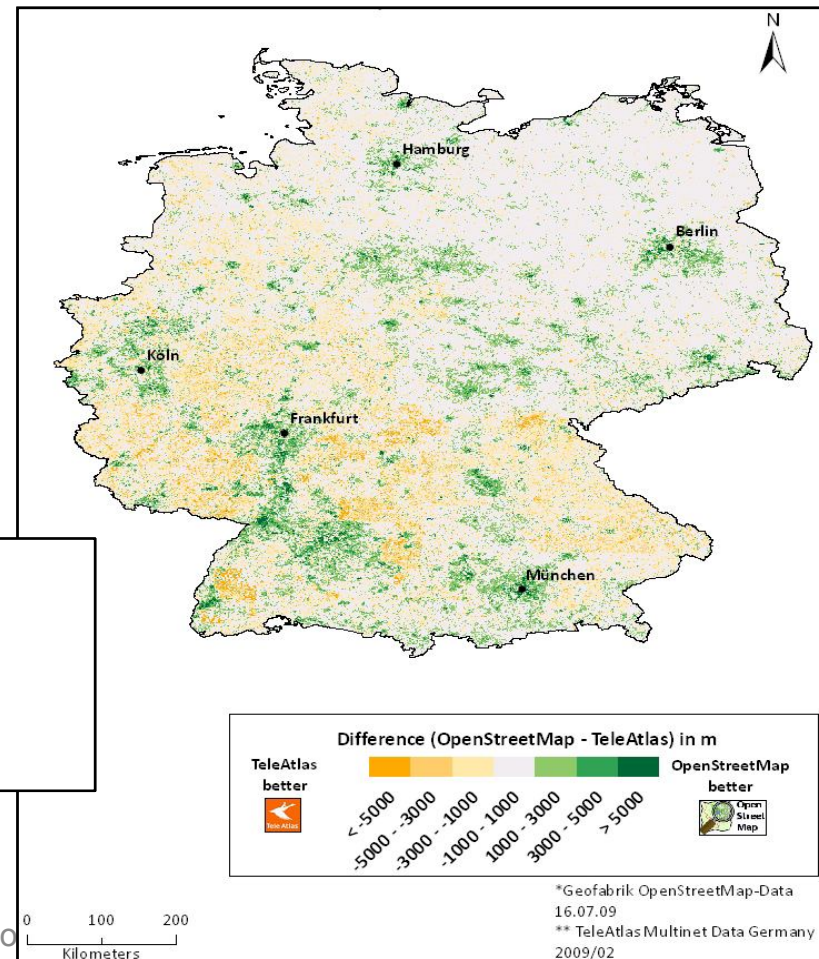 N
Hamburg
Berlin
Köln
Frankfurt
München
Difference (OpenStreetMap - TeleAtlas) in m
TeleAtlas
better
Tele Atlas
OpenStreetMap
better
Open
Street
Map
< -5000
-5000 - -3000
-3000 - -1000
-1000 - 1000
1000 - 3000
3000 - 5000
> 5000
*Geofabrik OpenStreetMap-Data
16.07.09
** TeleAtlas Multinet Data Germany
2009/02
0 100 200
Kilometers